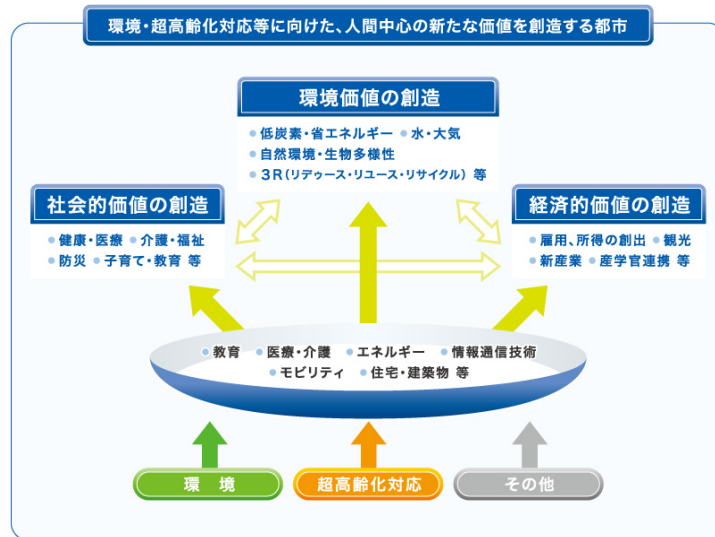 環境・超高齢化対応等に向けた、人間中心の新たな価値を創造する都市
環境価値の創造
●低炭素・省エネルギー ●水・大気
●自然環境・生物多様性
●3R(リデュース・リユース・リサイクル) 等
社会的価値の創造
●健康・医療 ●介護・福祉
●防災 ●子育て・教育 等
経済的価値の創造
●雇用、所得の創出 ●観光
●新産業 ●産学官連携 等
●教育 ●医療・介護 ●エネルギー ●情報通信技術
●モビリティ ●住宅・建築物 等
環 境
超高齢化対応
その他